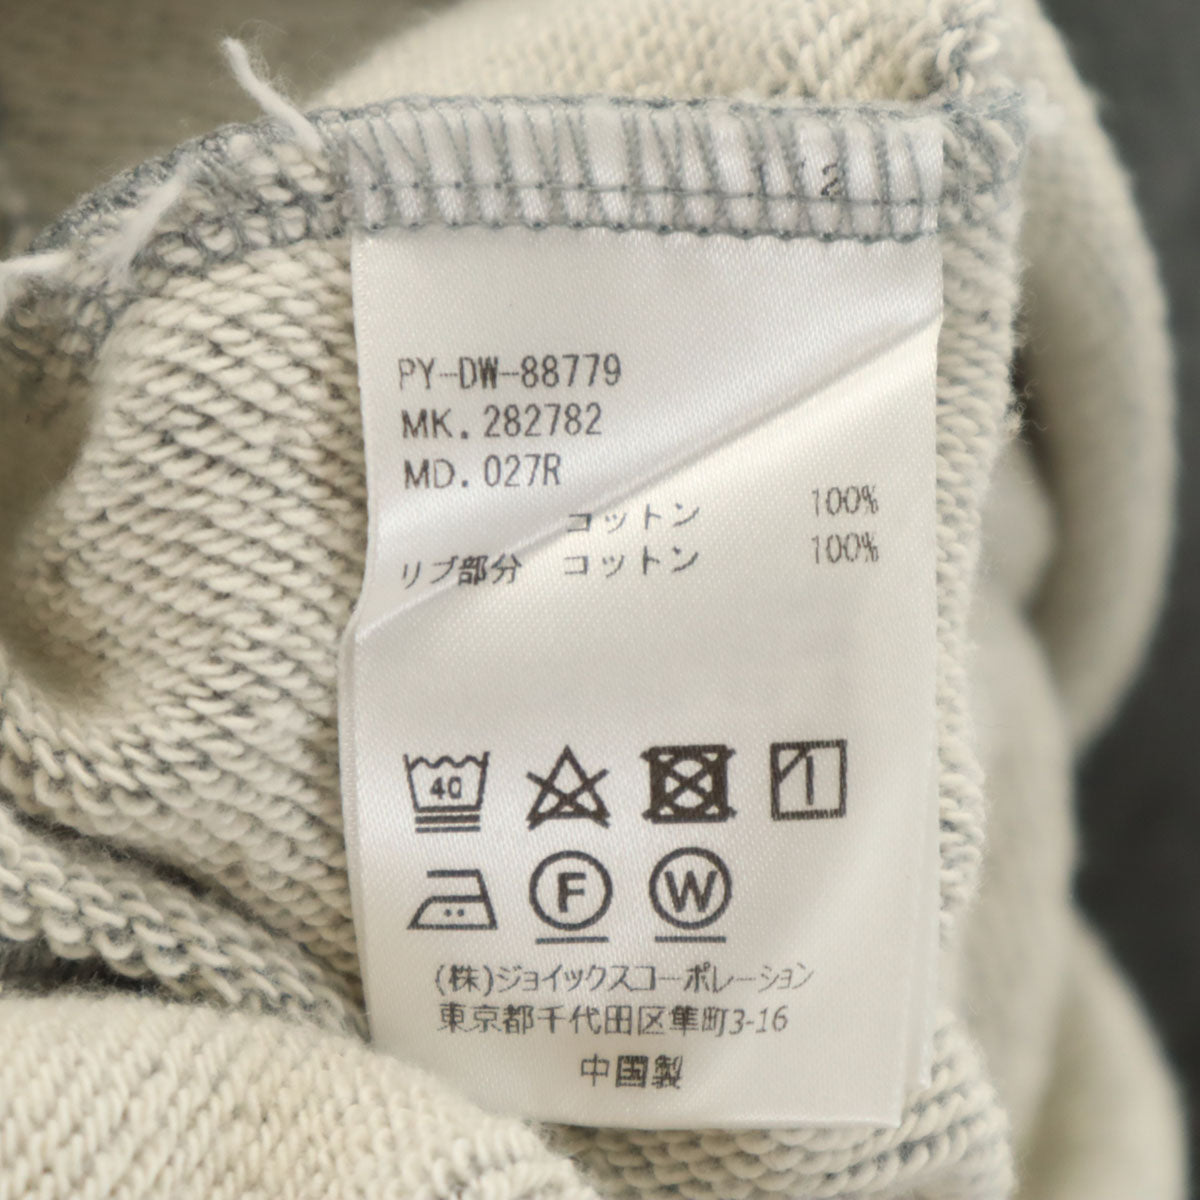 2
PY-DW-88779
MK. 282782
MD. 027R
コットン 100%
リブ部分 コットン 100%
40
F W
(株)ジョイックスコーポレーション
東京都千代田区隼町3-16
中国製